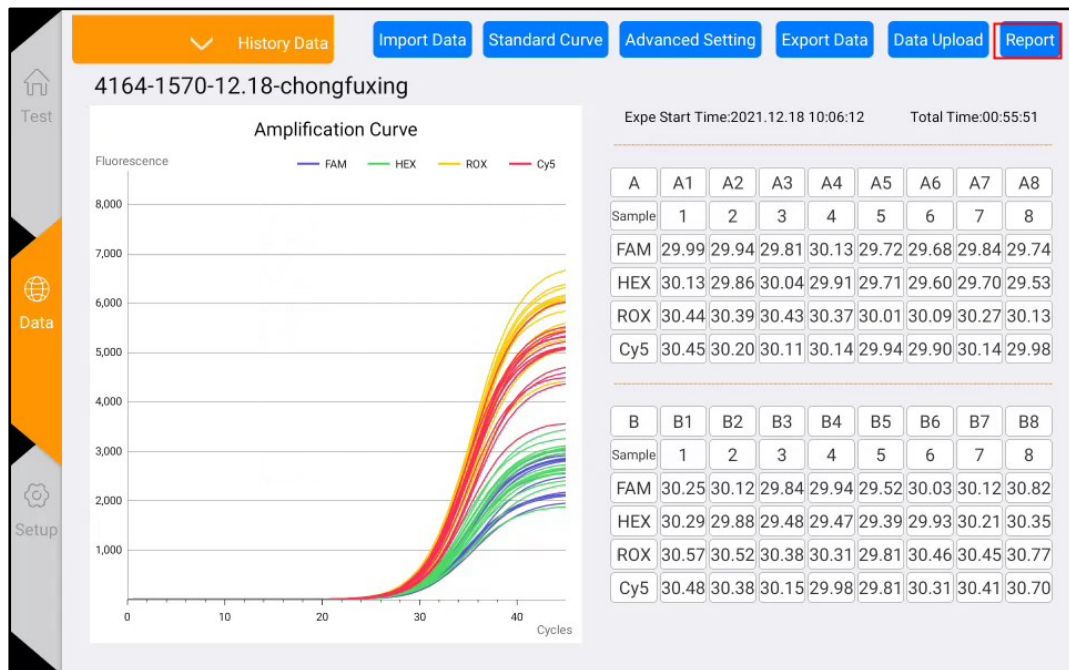 History Data
Import Data
Standard Curve
Advanced Setting
Export Data
Data Upload
Report
Test
Data
Setup
4164-1570-12.18-chongfuxing
Amplification Curve
Fluorescence
FAM HEX ROX Cy5
8,000
7,000
6,000
5,000
4,000
3,000
2,000
1,000
0 10 20 30 40
Cycles
Expe Start Time:2021.12.18 10:06:12 Total Time:00:55:51
A A1 A2 A3 A4 A5 A6 A7 A8
Sample 1 2 3 4 5 6 7 8
FAM 29.99 29.94 29.81 30.13 29.72 29.68 29.84 29.74
HEX 30.13 29.86 30.04 29.91 29.71 29.60 29.70 29.53
ROX 30.44 30.39 30.43 30.37 30.01 30.09 30.27 30.13
Cy5 30.45 30.20 30.11 30.14 29.94 29.90 30.14 29.98
B B1 B2 B3 B4 B5 B6 B7 B8
Sample 1 2 3 4 5 6 7 8
FAM 30.25 30.12 29.84 29.94 29.52 30.03 30.12 30.82
HEX 30.29 29.88 29.48 29.47 29.39 29.93 30.21 30.35
ROX 30.57 30.52 30.38 30.31 29.81 30.46 30.45 30.77
Cy5 30.48 30.38 30.15 29.98 29.81 30.31 30.41 30.70